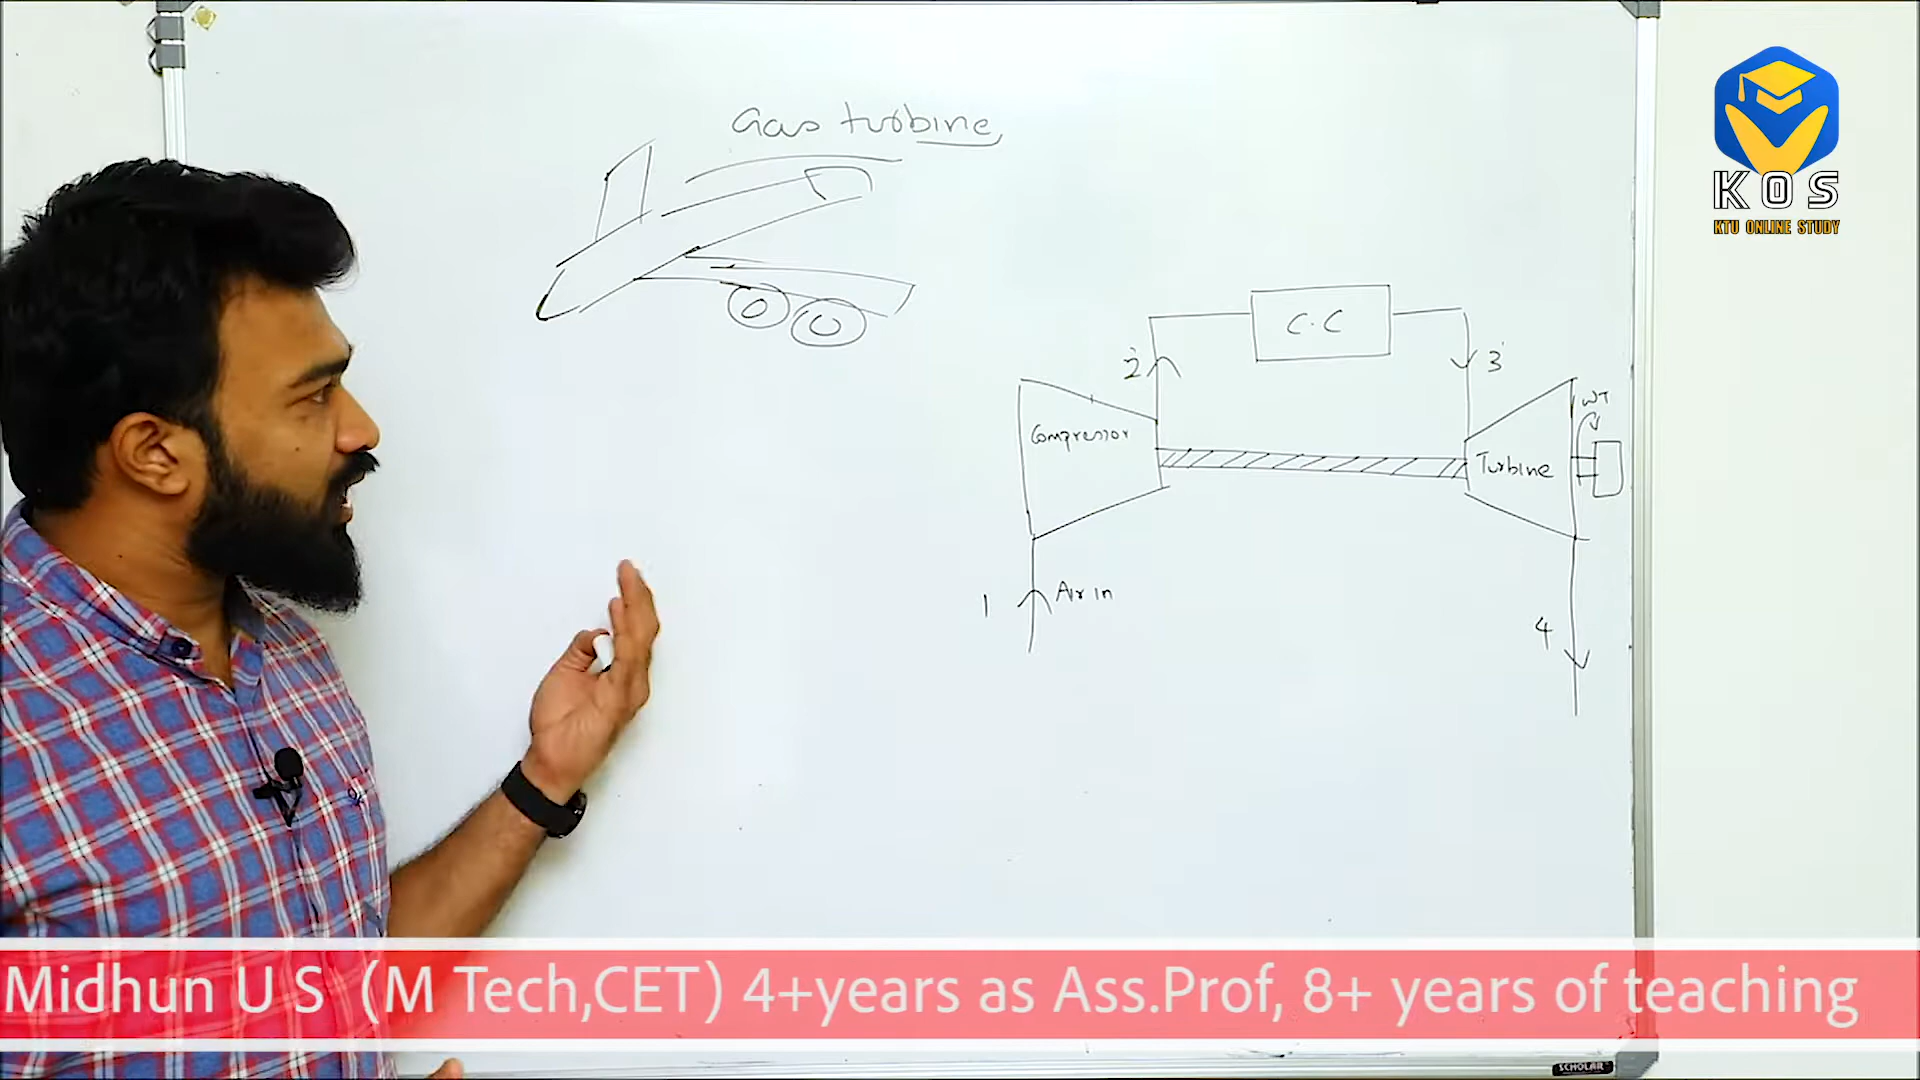 Gas turbine
KOS
KTU ONLINE STUDY
C.C
2
3
WT
Compressor
Turbine
1
Air in
4
Midhun U S (M Tech,CET) 4+years as Ass.Prof, 8+ years of teaching
SCHOLAR